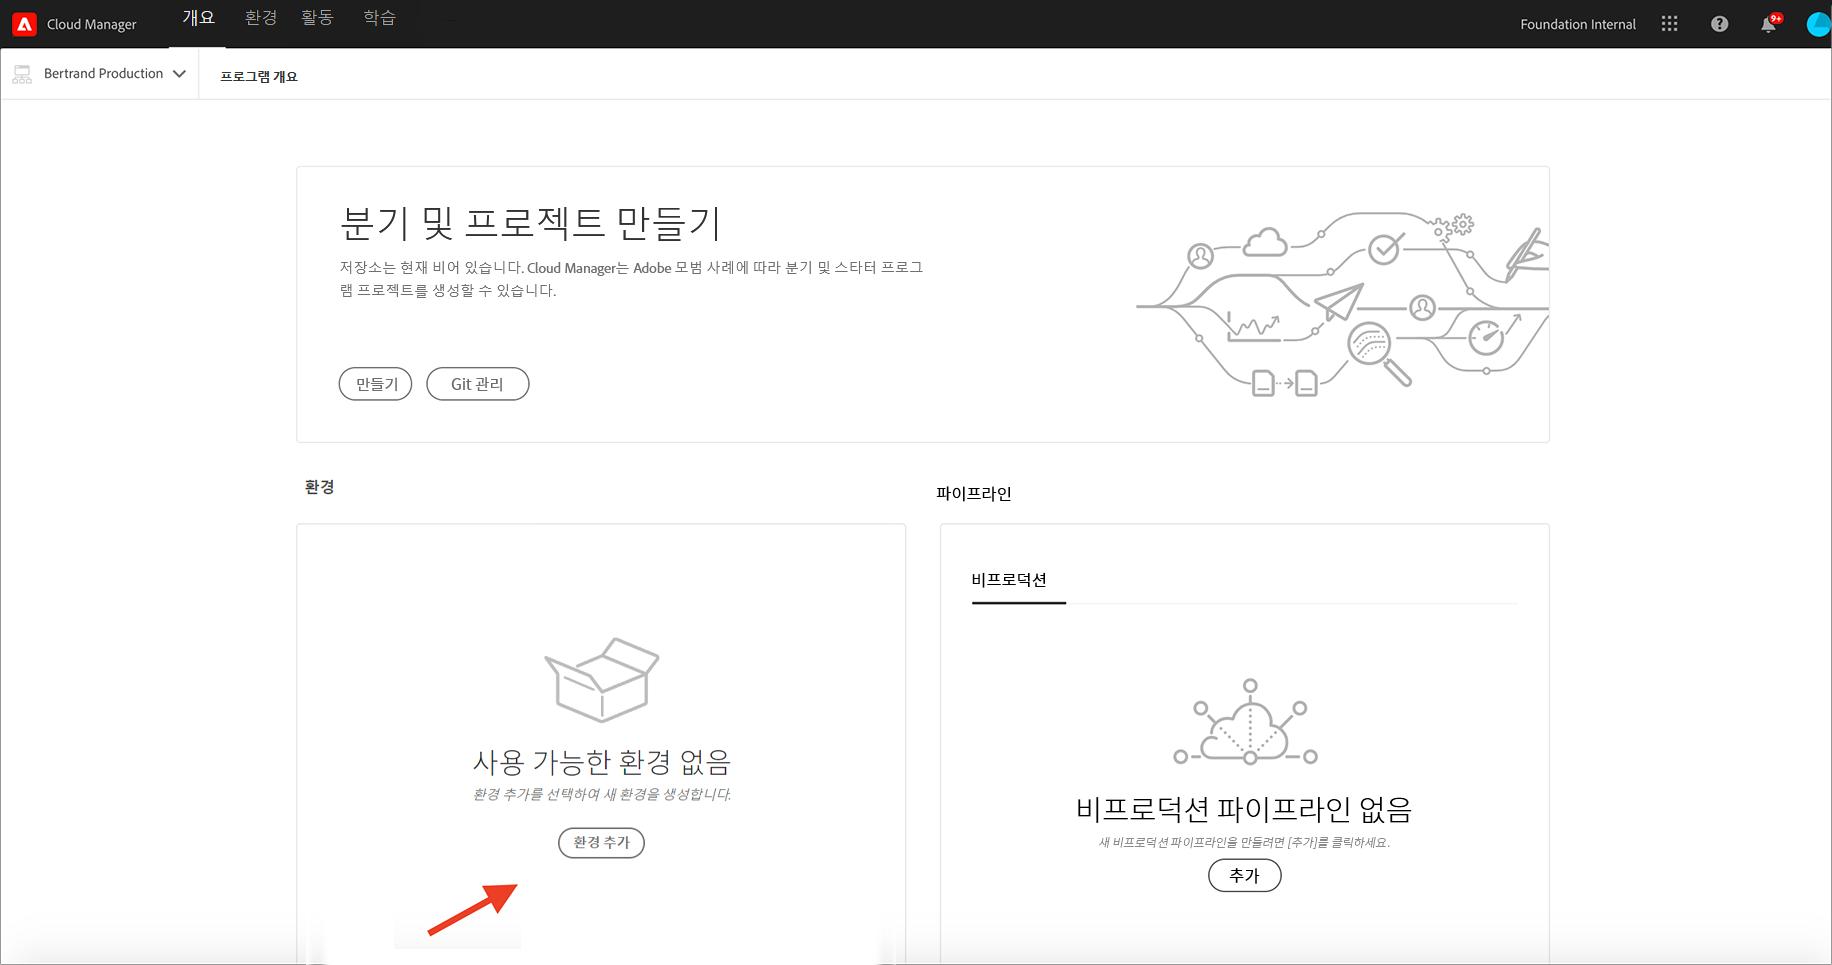 Cloud Manager
개요
환경
활동
학습
Foundation Internal
9+
Bertrand Production
프로그램 개요
분기 및 프로젝트 만들기
저장소는 현재 비어 있습니다. Cloud Manager는 Adobe 모범 사례에 따라 분기 및 스타터 프로그
램 프로젝트를 생성할 수 있습니다.
만들기
Git 관리
환경
파이프라인
비프로덕션
사용 가능한 환경 없음
환경 추가를 선택하여 새 환경을 생성합니다.
환경 추가
비프로덕션 파이프라인 없음
새 비프로덕션 파이프라인을 만들려면 [추가]를 클릭하세요.
추가